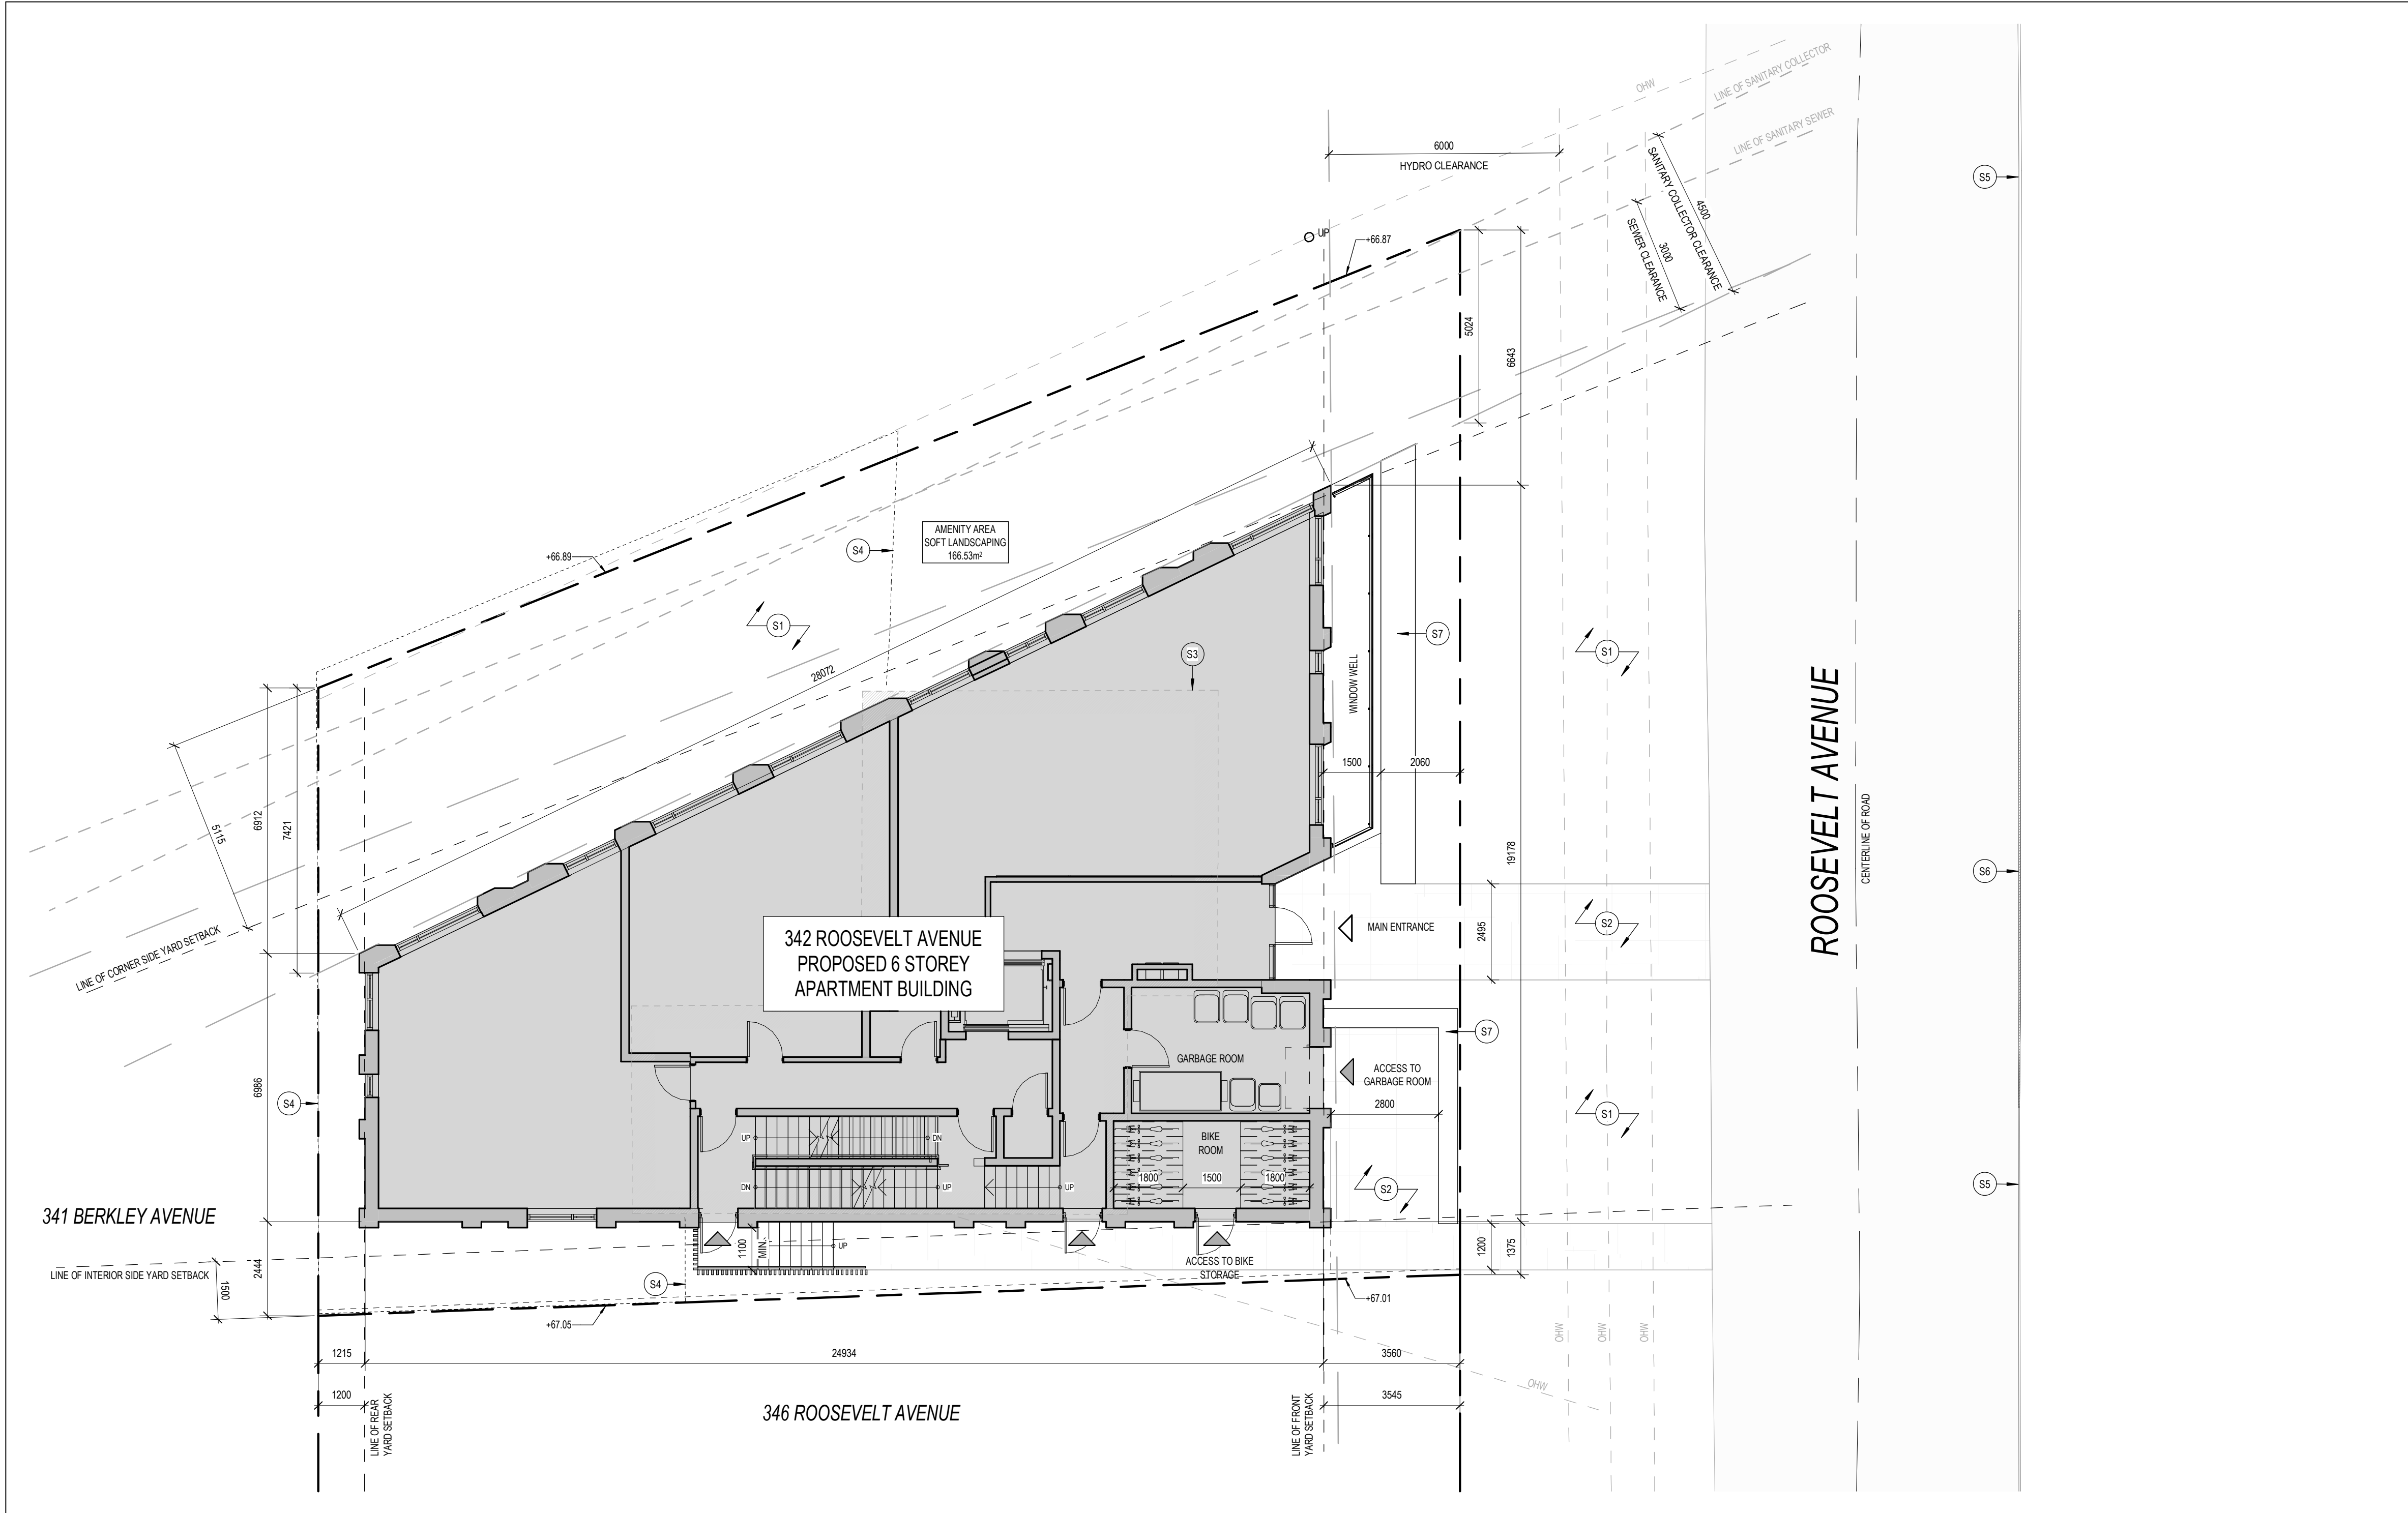 OHW
LINE OF SANITARY COLLECTOR
LINE OF SANITARY SEWER
6000
HYDRO CLEARANCE
SANITARY COLLECTOR CLEARANCE
4500
SEWER CLEARANCE
3000
S5
UP
+66.87
5024
6643
AMENITY AREA
SOFT LANDSCAPING
166.53m²
S4
+66.89
S1
S7
S1
S3
28072
WINDOW WELL
ROOSEVELT AVENUE
CENTERLINE OF ROAD
1500
2060
5115
6912
7421
19178
S6
LINE OF CORNER SIDE YARD SETBACK
342 ROOSEVELT AVENUE
PROPOSED 6 STOREY
APARTMENT BUILDING
MAIN ENTRANCE
2495
S2
S7
GARBAGE ROOM
ACCESS TO
GARBAGE ROOM
2800
6986
S4
S1
UP
DN
BIKE
ROOM
1800
1500
1800
DN
UP
UP
S2
S5
341 BERKLEY AVENUE
LINE OF INTERIOR SIDE YARD SETBACK
1500
2444
1100
MIN.
UP
S4
ACCESS TO BIKE
STORAGE
1200
1375
+67.05
+67.01
OHW
OHW
OHW
1215
24934
3560
1200
3545
OHW
LINE OF REAR
YARD SETBACK
346 ROOSEVELT AVENUE
LINE OF FRONT
YARD SETBACK